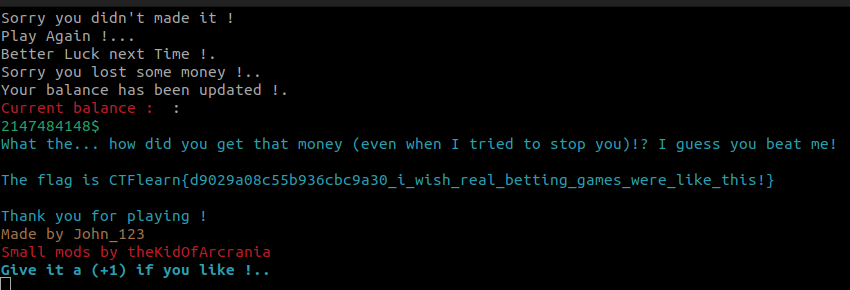 Sorry you didn't made it !
Play Again !...
Better Luck next Time !.
Sorry you lost some money !..
Your balance has been updated !.
Current balance :  :
2147484148$
What the... how did you get that money (even when I tried to stop you)!? I guess you beat me!
The flag is CTFlearn{d9029a08c55b936cbc9a30_i_wish_real_betting_games_were_like_this!}
Thank you for playing !
Made by John_123
Small mods by theKidOfArcrania
Give it a (+1) if you like !..